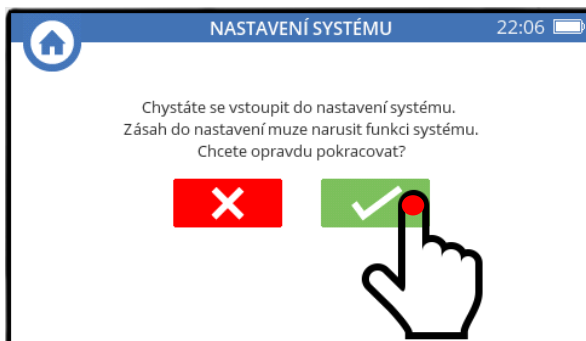 NASTAVENÍ SYSTÉMU 22:06
Chystáte se vstoupit do nastavení systému.
Zásah do nastavení muze narusit funkci systému.
Chcete opravdu pokracovat?